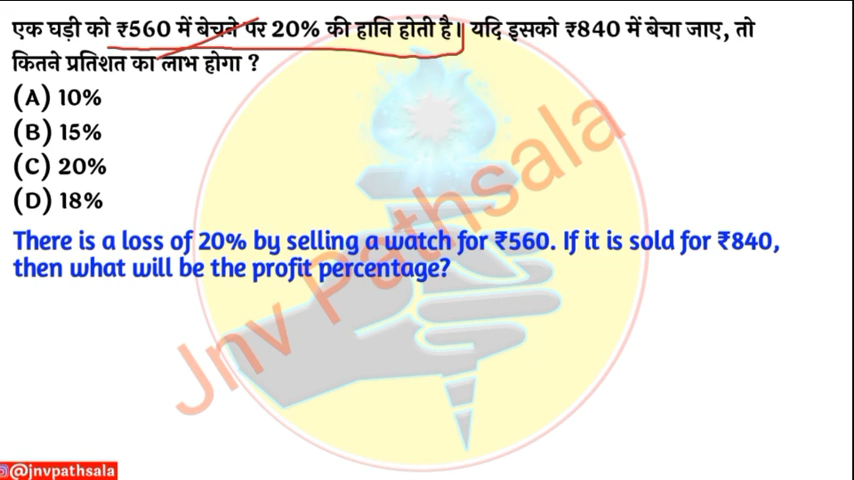 एक घड़ी को ₹560 में बेचने पर 20% की हानि होती है। यदि इसको ₹840 में बेचा जाए, तो
कितने प्रतिशत का लाभ होगा ?
(A) 10%
(B) 15%
(C) 20%
(D) 18%
There is a loss of 20% by selling a watch for ₹560. If it is sold for ₹840,
then what will be the profit percentage?
Jnv Pathsala
@jnvpathsala